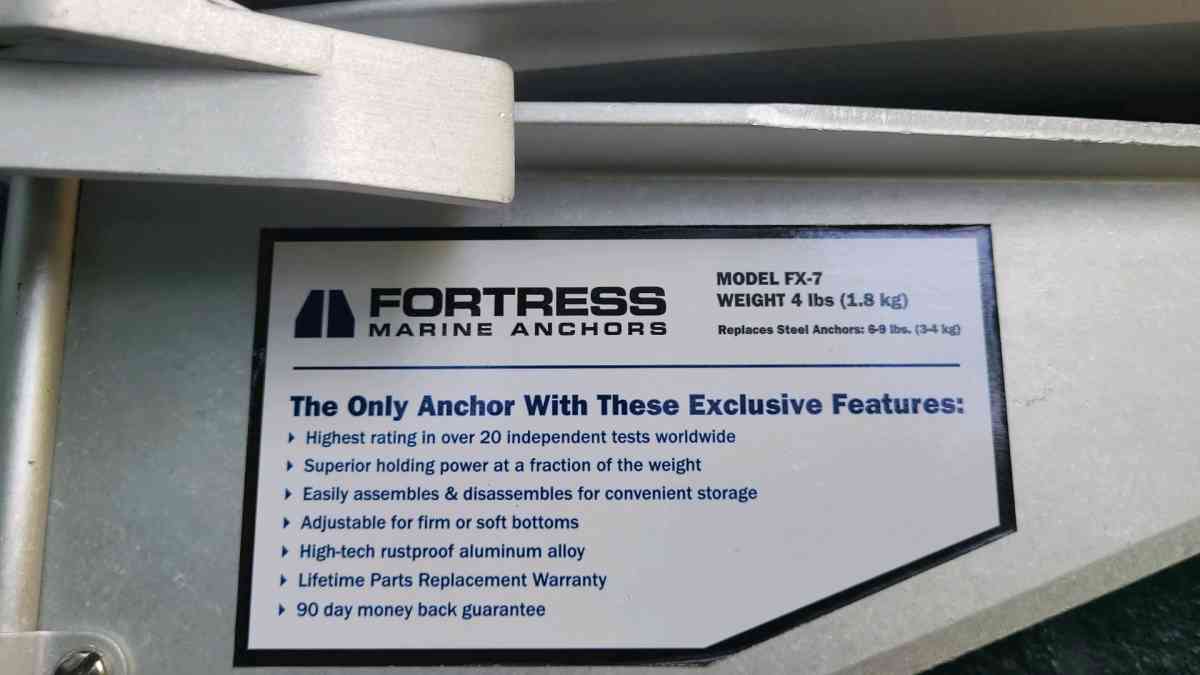 FORTRESS
MARINE ANCHORS
MODEL FX-7
WEIGHT 4 lbs (1.8 kg)
Replaces Steel Anchors: 6-9 lbs. (3-4 kg)
The Only Anchor With These Exclusive Features:
Highest rating in over 20 independent tests worldwide
Superior holding power at a fraction of the weight
Easily assembles & disassembles for convenient storage
Adjustable for firm or soft bottoms
High-tech rustproof aluminum alloy
Lifetime Parts Replacement Warranty
90 day money back guarantee